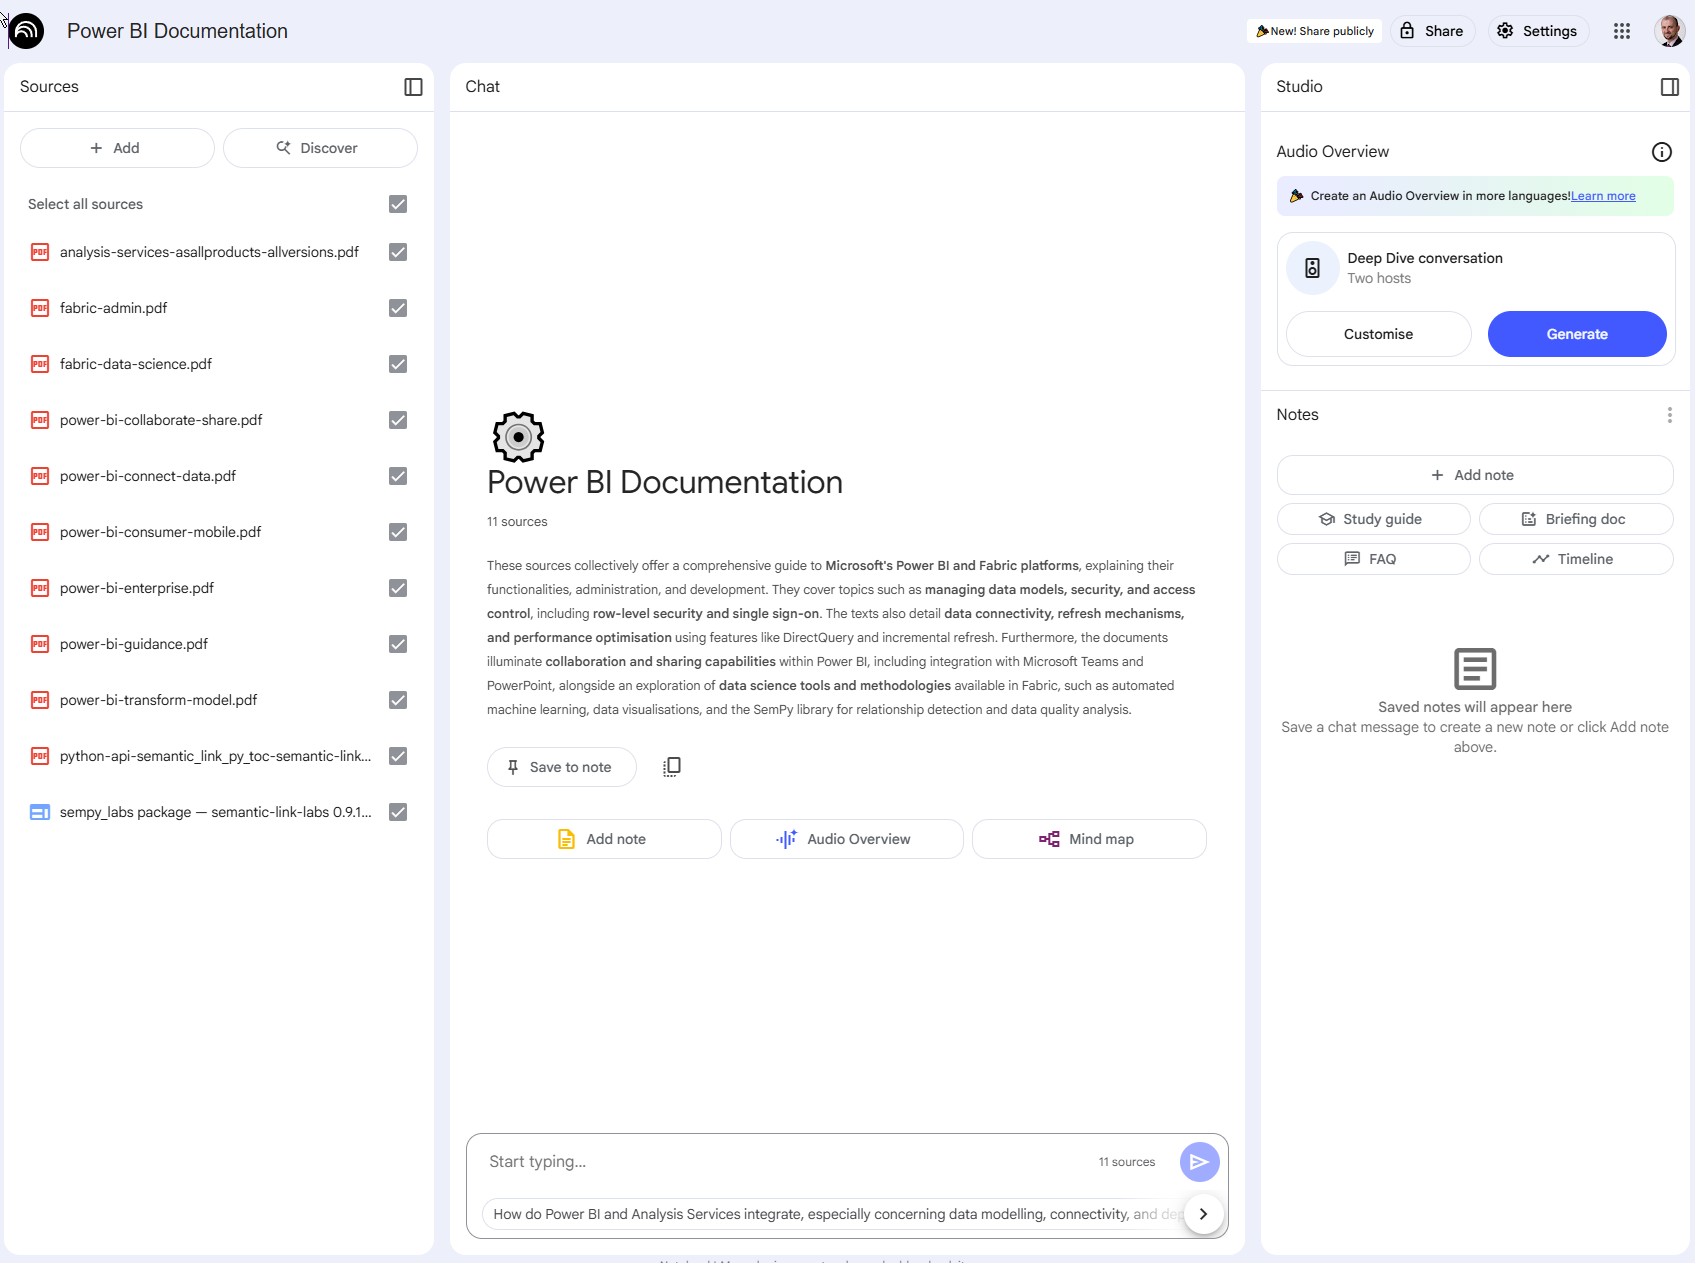 Power BI Documentation
New! Share publicly
Share
Settings
Sources
Add
Discover
Select all sources
PDF analysis-services-asallproducts-allversions.pdf
PDF fabric-admin.pdf
PDF fabric-data-science.pdf
PDF power-bi-collaborate-share.pdf
PDF power-bi-connect-data.pdf
PDF power-bi-consumer-mobile.pdf
PDF power-bi-enterprise.pdf
PDF power-bi-guidance.pdf
PDF power-bi-transform-model.pdf
PDF python-api-semantic_link_py_toc-semantic-link...
sempy_labs package — semantic-link-labs 0.9.1...
Chat
Power BI Documentation
11 sources
These sources collectively offer a comprehensive guide to Microsoft's Power BI and Fabric platforms, explaining their
functionalities, administration, and development. They cover topics such as managing data models, security, and access
control, including row-level security and single sign-on. The texts also detail data connectivity, refresh mechanisms,
and performance optimisation using features like DirectQuery and incremental refresh. Furthermore, the documents
illuminate collaboration and sharing capabilities within Power BI, including integration with Microsoft Teams and
PowerPoint, alongside an exploration of data science tools and methodologies available in Fabric, such as automated
machine learning, data visualisations, and the SemPy library for relationship detection and data quality analysis.
Save to note
Add note
Audio Overview
Mind map
Start typing...
11 sources
How do Power BI and Analysis Services integrate, especially concerning data modelling, connectivity, and
Studio
Audio Overview
Create an Audio Overview in more languages! Learn more
Deep Dive conversation
Two hosts
Customise
Generate
Notes
Add note
Study guide
Briefing doc
FAQ
Timeline
Saved notes will appear here
Save a chat message to create a new note or click Add note
above.